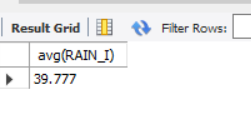 Result Grid Filter Rows:
avg(RAIN_I)
39.777